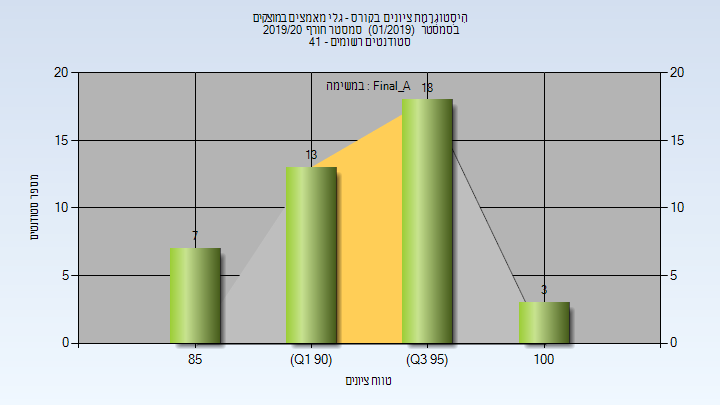 היסטוגרמת ציונים בקורס - גלי מאמצים במוצקים
בסמסטר (01/2019) סמסטר חורף 2019/20
סטודנטים רשומים - 41
במשימה : Final_A
20 20
15 15
10 10
5 5
0 0
7
13
18
3
מספר סטודנטים
85 (Q1 90) (Q3 95) 100
טווח ציונים